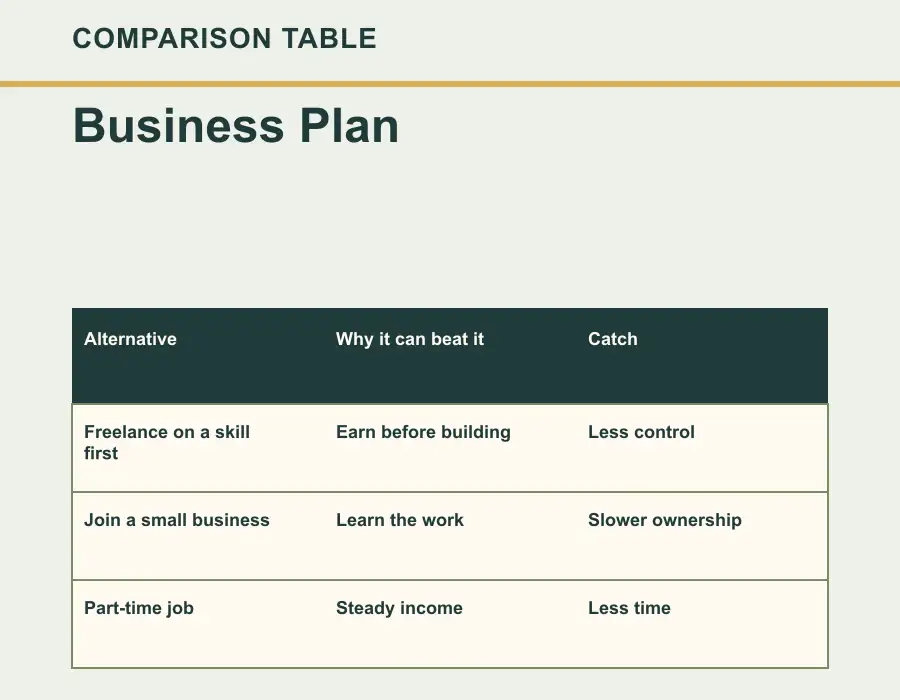 COMPARISON TABLE
Business Plan
Alternative Why it can beat it Catch
Freelance on a skill first Earn before building Less control
Join a small business Learn the work Slower ownership
Part-time job Steady income Less time